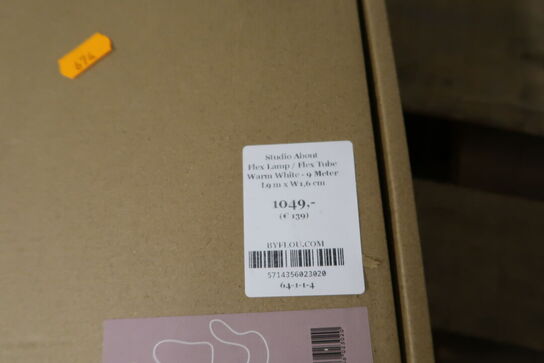 674
Studio About
Flex Lamp / Flex Tube
Warm White - 9 Meter
L9 m x W1,6 cm
1049,-
(€ 139)
BYFLOU.COM
5714356023020
64-1-1-4